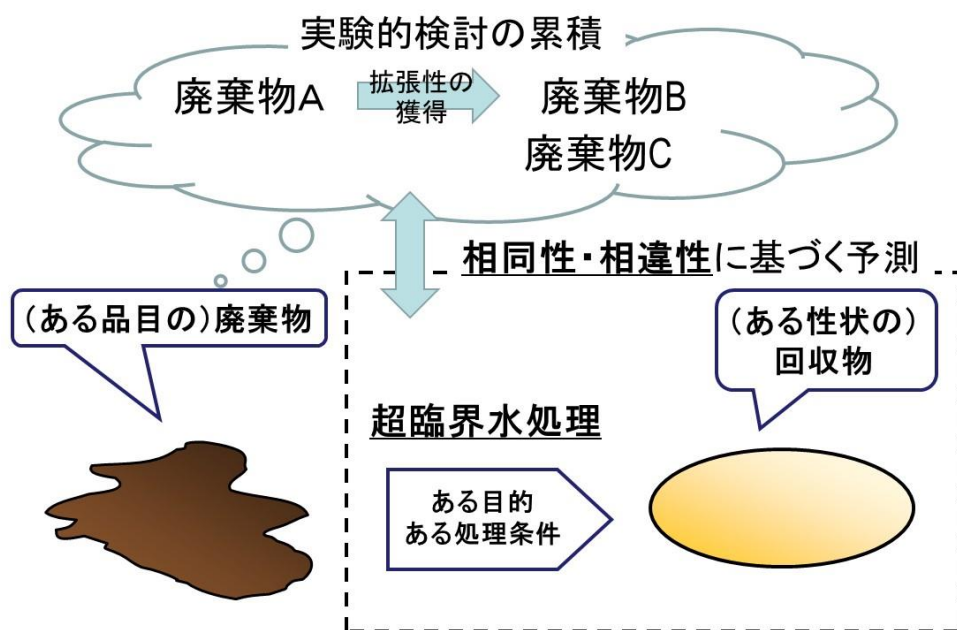 実験的検討の累積
廃棄物A
拡張性の
獲得
廃棄物B
廃棄物C
相同性・相違性に基づく予測
(ある品目の)廃棄物
(ある性状の)
回収物
超臨界水処理
ある目的
ある処理条件